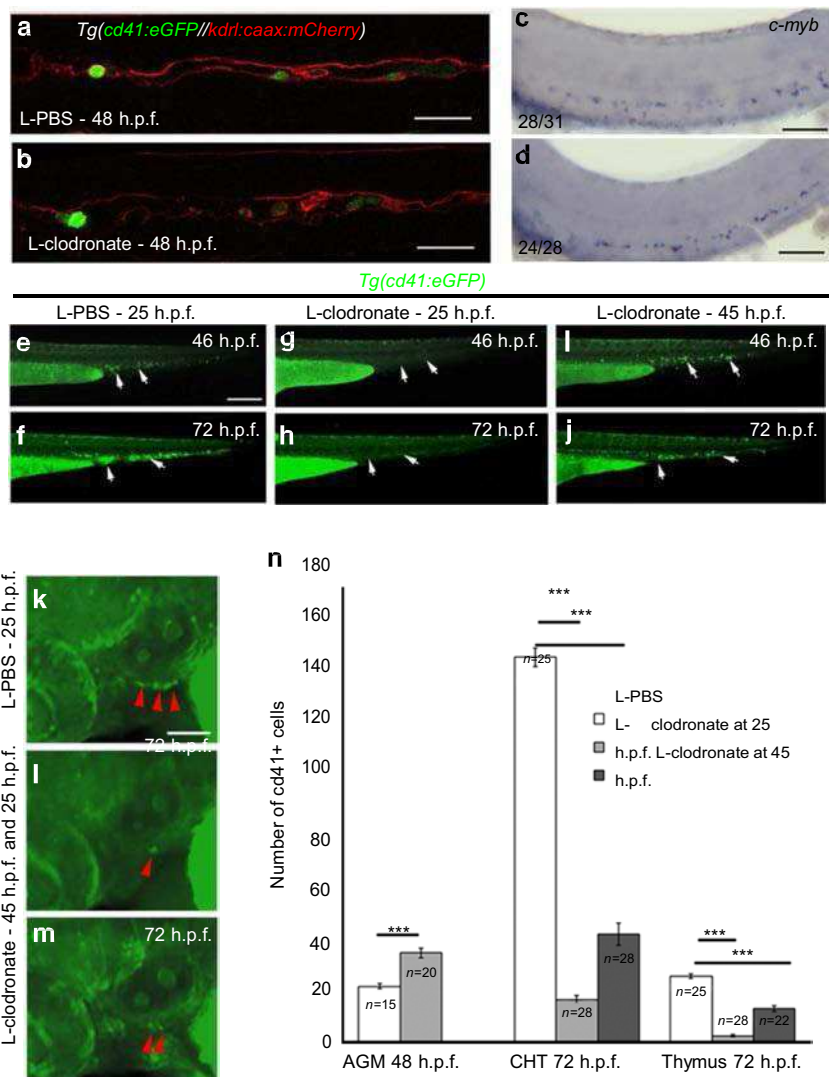 a
Tg(cd41:eGFP//kdrl:caax:mCherry)
L-PBS - 48 h.p.f.
b
L-clodronate - 48 h.p.f.
c
c-myb
28/31
d
24/28
Tg(cd41:eGFP)
L-PBS - 25 h.p.f.
L-clodronate - 25 h.p.f.
L-clodronate - 45 h.p.f.
e
46 h.p.f.
g
46 h.p.f.
I
46 h.p.f.
f
72 h.p.f.
h
72 h.p.f.
j
72 h.p.f.
L-PBS - 25 h.p.f.
k
72 h.p.f.
L-clodronate - 45 h.p.f. and 25 h.p.f.
l
m
72 h.p.f.
n
Number of cd41+ cells
180
160
140
120
100
80
60
40
20
0
***
***
***
***
***
n=15
n=20
n=25
n=28
n=28
n=25
n=28
n=22
L-PBS
L- clodronate at 25
h.p.f. L-clodronate at 45
h.p.f.
AGM 48 h.p.f.
CHT 72 h.p.f.
Thymus 72 h.p.f.